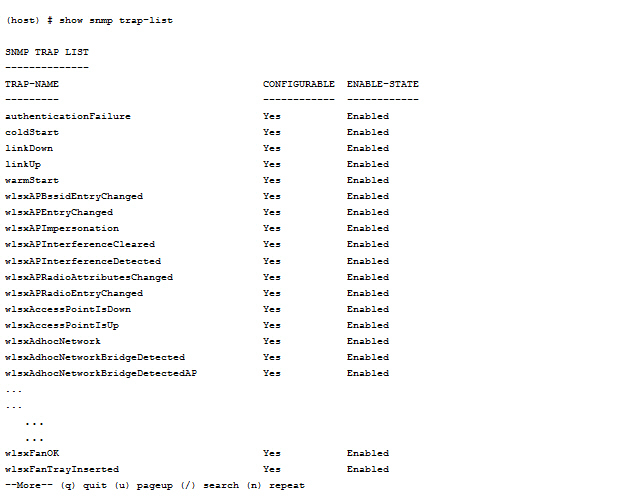 (host) # show snmp trap-list
SNMP TRAP LIST
--------------
TRAP-NAME CONFIGURABLE ENABLE-STATE
--------- ------------ ------------
authenticationFailure Yes Enabled
coldStart Yes Enabled
linkDown Yes Enabled
linkUp Yes Enabled
warmStart Yes Enabled
wlsxAPBssidEntryChanged Yes Enabled
wlsxAPEntryChanged Yes Enabled
wlsxAPImpersonation Yes Enabled
wlsxAPInterferenceCleared Yes Enabled
wlsxAPInterferenceDetected Yes Enabled
wlsxAPRadioAttributesChanged Yes Enabled
wlsxAPRadioEntryChanged Yes Enabled
wlsxAccessPointIsDown Yes Enabled
wlsxAccessPointIsUp Yes Enabled
wlsxAdhocNetwork Yes Enabled
wlsxAdhocNetworkBridgeDetected Yes Enabled
wlsxAdhocNetworkBridgeDetectedAP Yes Enabled
...
...
...
...
wlsxFanOK Yes Enabled
wlsxFanTrayInserted Yes Enabled
--More-- (q) quit (u) pageup (/) search (n) repeat